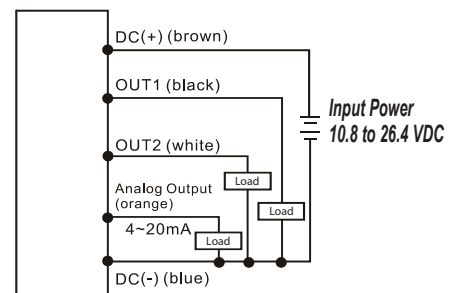 DC(+) (brown)
OUT1 (black)
Input Power
10.8 to 26.4 VDC
OUT2 (white)
Load
Analog Output
(orange)
Load
4~20mA
Load
DC(-) (blue)